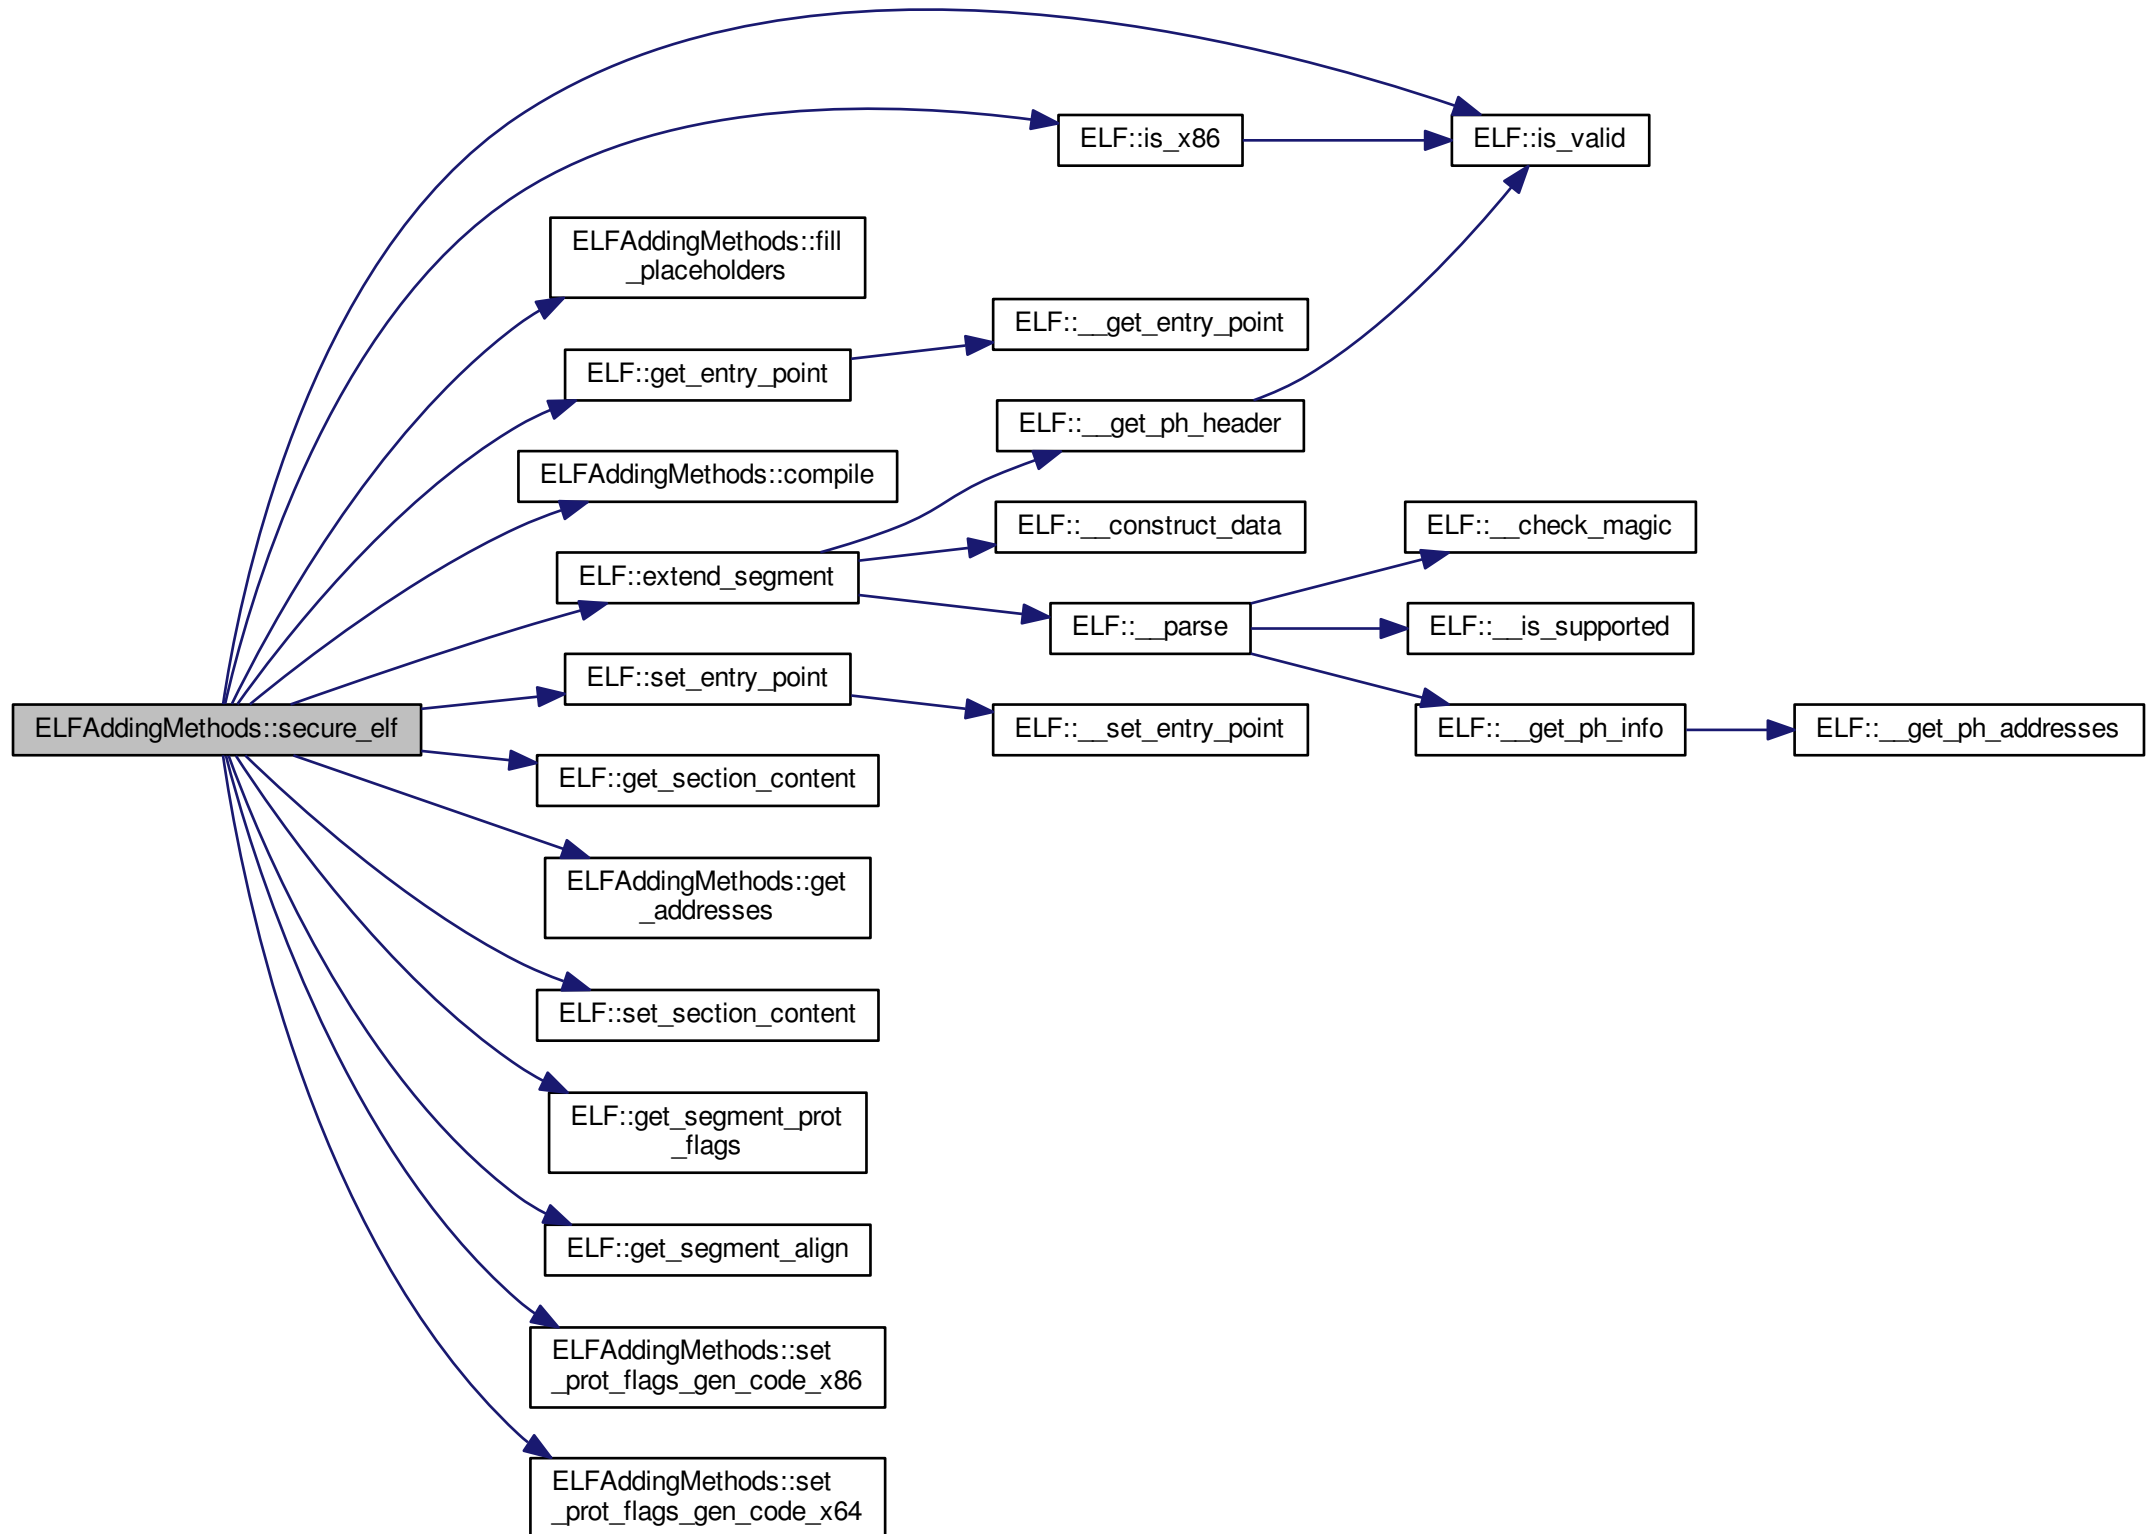 ELF::is_x86
ELF::is_valid
ELFAddingMethods::fill
_placeholders
ELF::__get_entry_point
ELF::get_entry_point
ELF::__get_ph_header
ELFAddingMethods::compile
ELF::__construct_data
ELF::__check_magic
ELF::extend_segment
ELF::__parse
ELF::__is_supported
ELF::set_entry_point
ELFAddingMethods::secure_elf
ELF::__set_entry_point
ELF::__get_ph_info
ELF::__get_ph_addresses
ELF::get_section_content
ELFAddingMethods::get
_addresses
ELF::set_section_content
ELF::get_segment_prot
_flags
ELF::get_segment_align
ELFAddingMethods::set
_prot_flags_gen_code_x86
ELFAddingMethods::set
_prot_flags_gen_code_x64